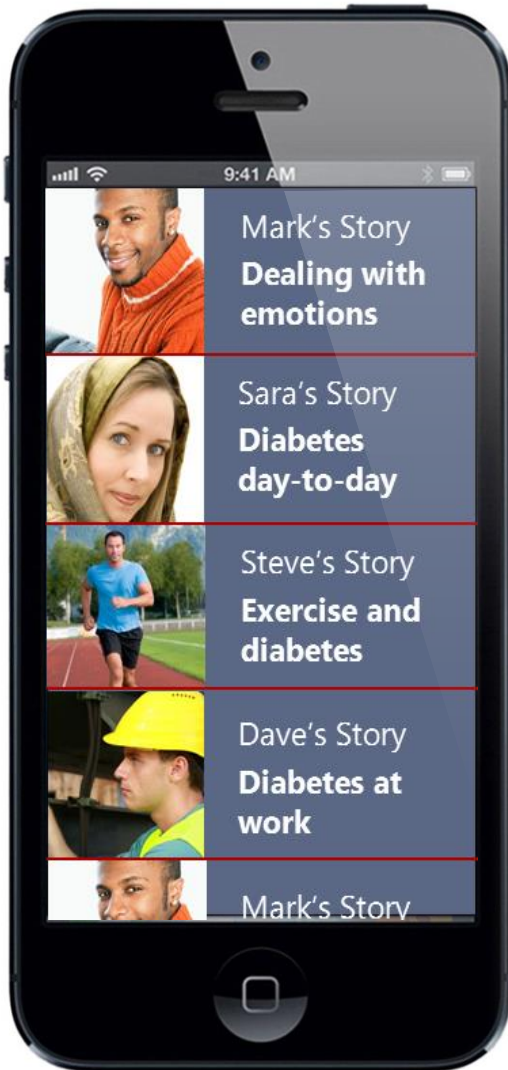 9:41 AM
Mark's Story
Dealing with
emotions
Sara's Story
Diabetes
day-to-day
Steve's Story
Exercise and
diabetes
Dave's Story
Diabetes at
work
Mark's Story